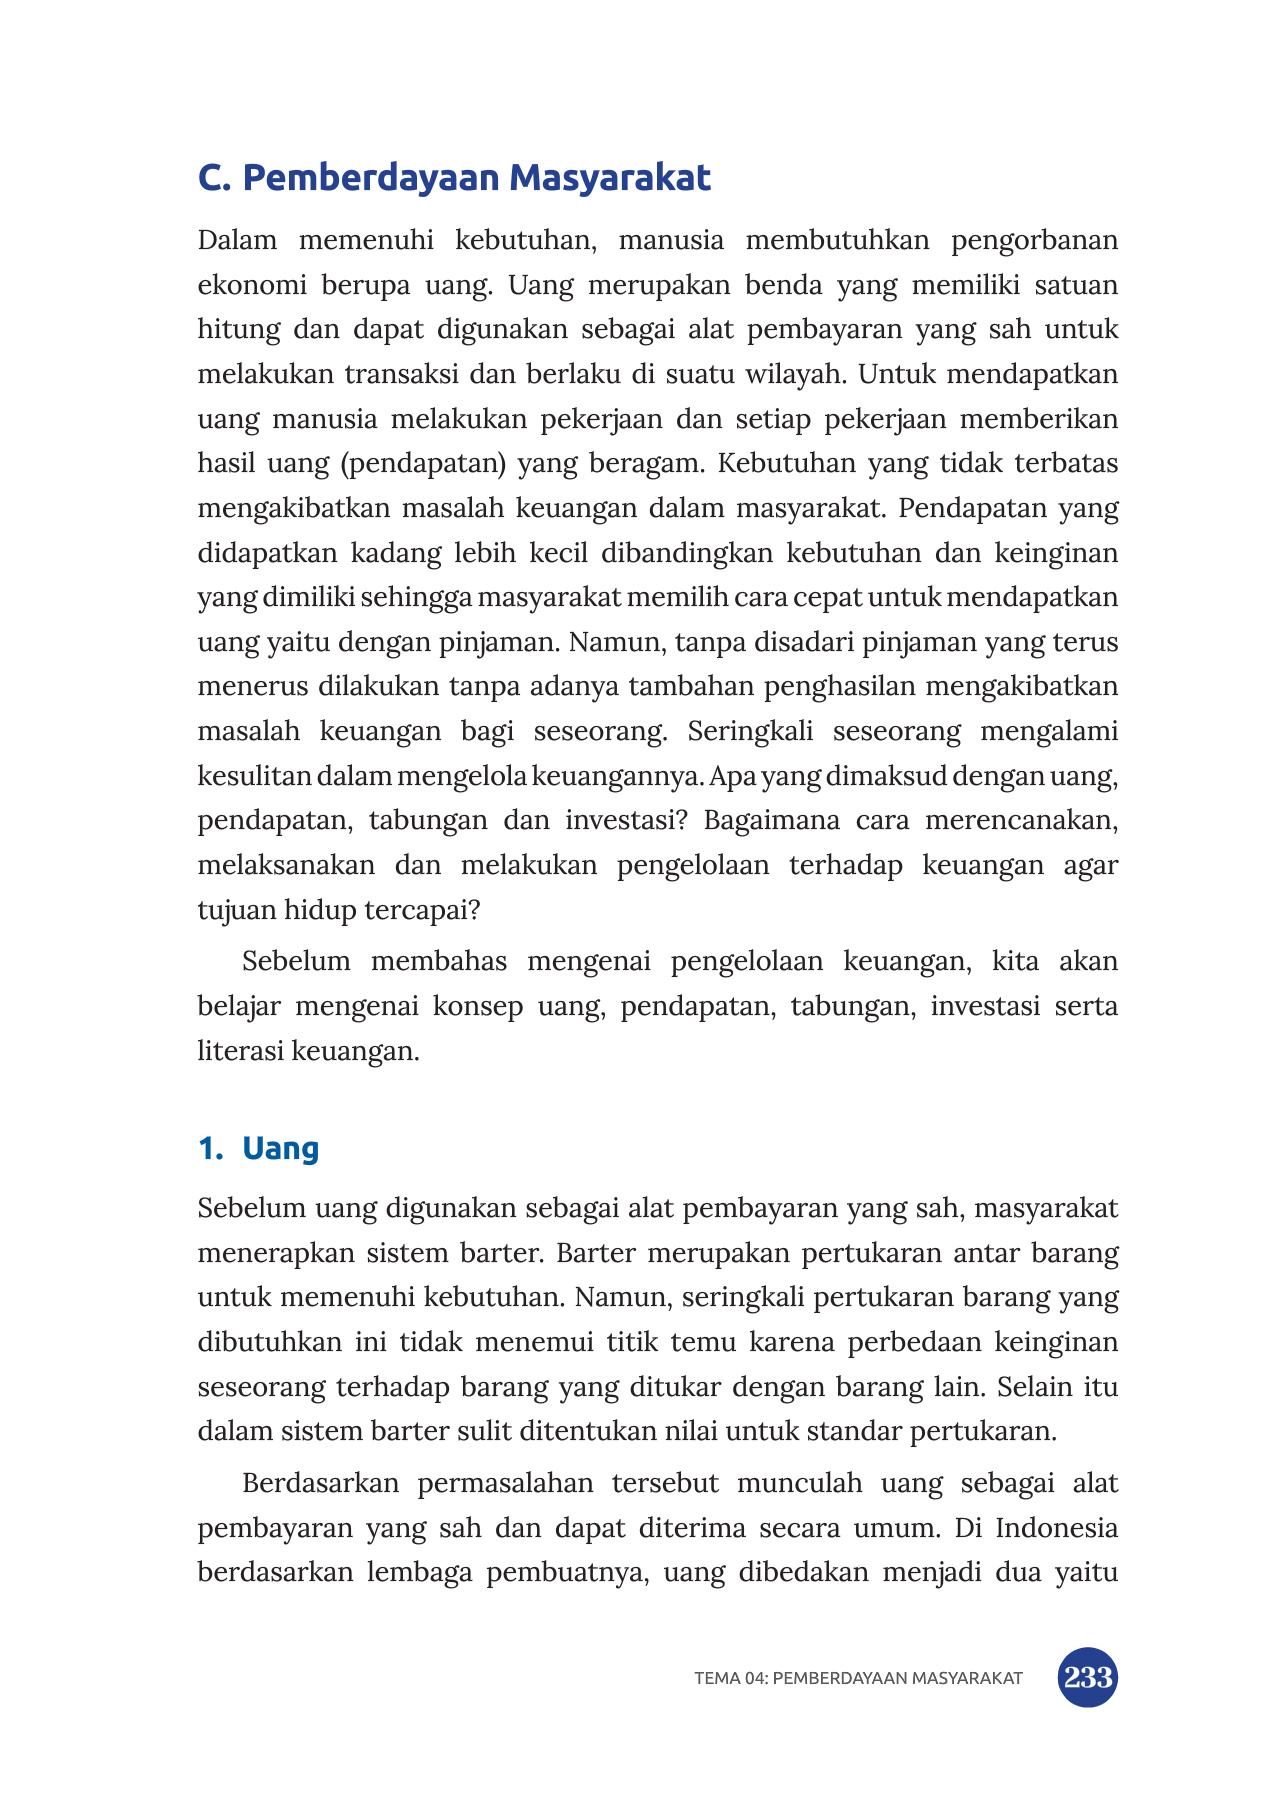 C. Pemberdayaan Masyarakat
Dalam memenuhi kebutuhan, manusia membutuhkan pengorbanan
ekonomi berupa uang. Uang merupakan benda yang memiliki satuan
hitung dan dapat digunakan sebagai alat pembayaran yang sah untuk
melakukan transaksi dan berlaku di suatu wilayah. Untuk mendapatkan
uang manusia melakukan pekerjaan dan setiap pekerjaan memberikan
hasil uang (pendapatan) yang beragam. Kebutuhan yang tidak terbatas
mengakibatkan masalah keuangan dalam masyarakat. Pendapatan yang
didapatkan kadang lebih kecil dibandingkan kebutuhan dan keinginan
yang dimiliki sehingga masyarakat memilih cara cepat untuk mendapatkan
uang yaitu dengan pinjaman. Namun, tanpa disadari pinjaman yang terus
menerus dilakukan tanpa adanya tambahan penghasilan mengakibatkan
masalah keuangan bagi seseorang. Seringkali seseorang mengalami
kesulitan dalam mengelola keuangannya. Apa yang dimaksud dengan uang,
pendapatan, tabungan dan investasi? Bagaimana cara merencanakan,
melaksanakan dan melakukan pengelolaan terhadap keuangan agar
tujuan hidup tercapai?
Sebelum membahas mengenai pengelolaan keuangan, kita akan
belajar mengenai konsep uang, pendapatan, tabungan, investasi serta
literasi keuangan.
1. Uang
Sebelum uang digunakan sebagai alat pembayaran yang sah, masyarakat
menerapkan sistem barter. Barter merupakan pertukaran antar barang
untuk memenuhi kebutuhan. Namun, seringkali pertukaran barang yang
dibutuhkan ini tidak menemui titik temu karena perbedaan keinginan
seseorang terhadap barang yang ditukar dengan barang lain. Selain itu
dalam sistem barter sulit ditentukan nilai untuk standar pertukaran.
Berdasarkan permasalahan tersebut munculah uang sebagai alat
pembayaran yang sah dan dapat diterima secara umum. Di Indonesia
berdasarkan lembaga pembuatnya, uang dibedakan menjadi dua yaitu
TEMA 04: PEMBERDAYAAN MASYARAKAT 233